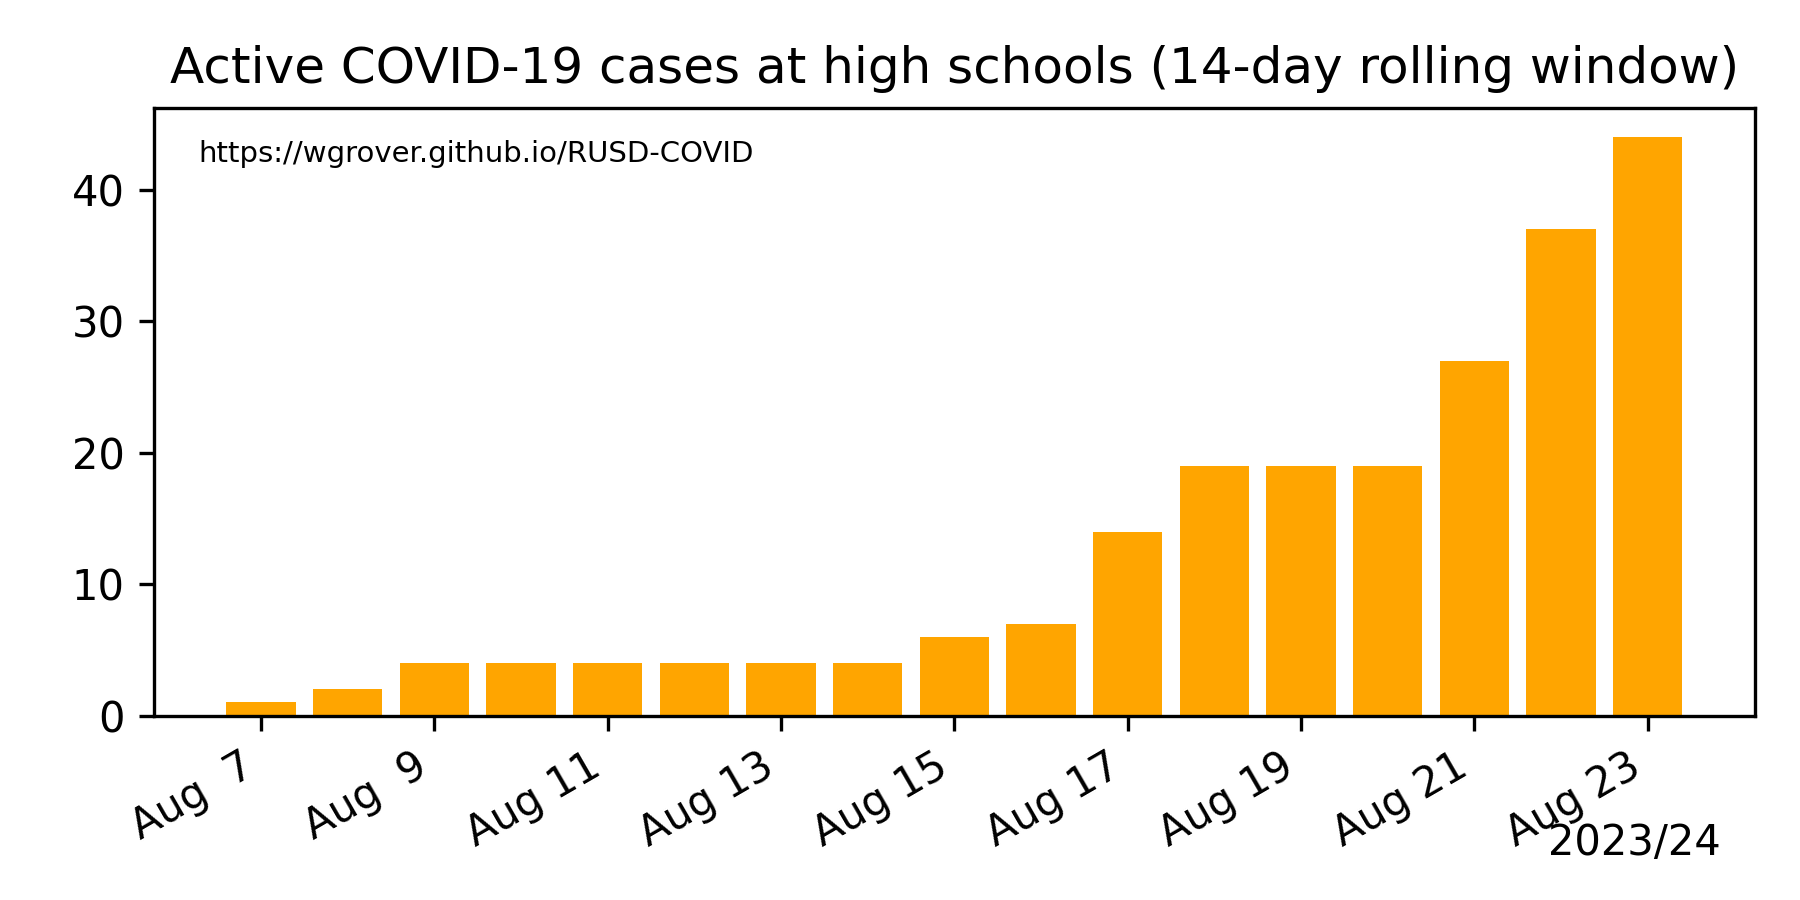 Active COVID-19 cases at high schools (14-day rolling window)
https://wgrover.github.io/RUSD-COVID
40
30
20
10
0
Aug 7
Aug 9
Aug 11
Aug 13
Aug 15
Aug 17
Aug 19
Aug 21
Aug 23
2023/24